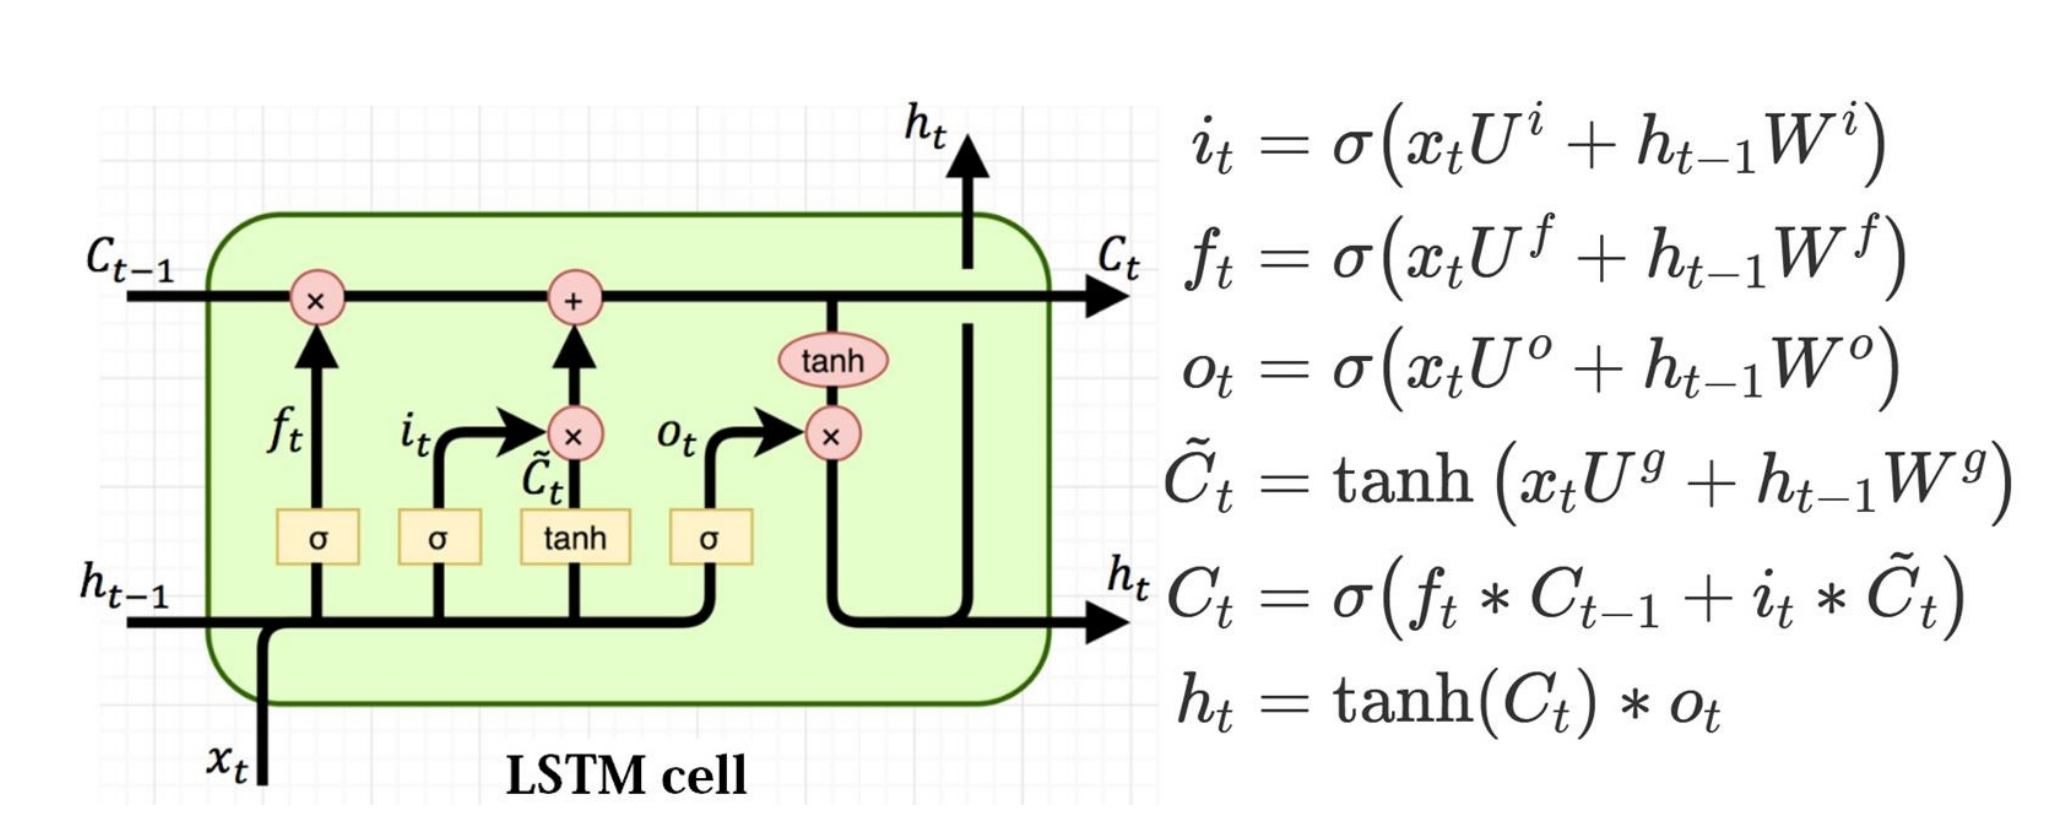 h_t
C_{t-1}
C_t
×
+
tanh
f_t
i_t
×
o_t
×
C̃_t
σ
σ
tanh
σ
h_{t-1}
h_t
x_t
LSTM cell
i_t = σ(x_t U^i + h_{t-1} W^i)
f_t = σ(x_t U^f + h_{t-1} W^f)
o_t = σ(x_t U^o + h_{t-1} W^o)
C̃_t = tanh (x_t U^g + h_{t-1} W^g)
C_t = σ(f_t * C_{t-1} + i_t * C̃_t)
h_t = tanh(C_t) * o_t